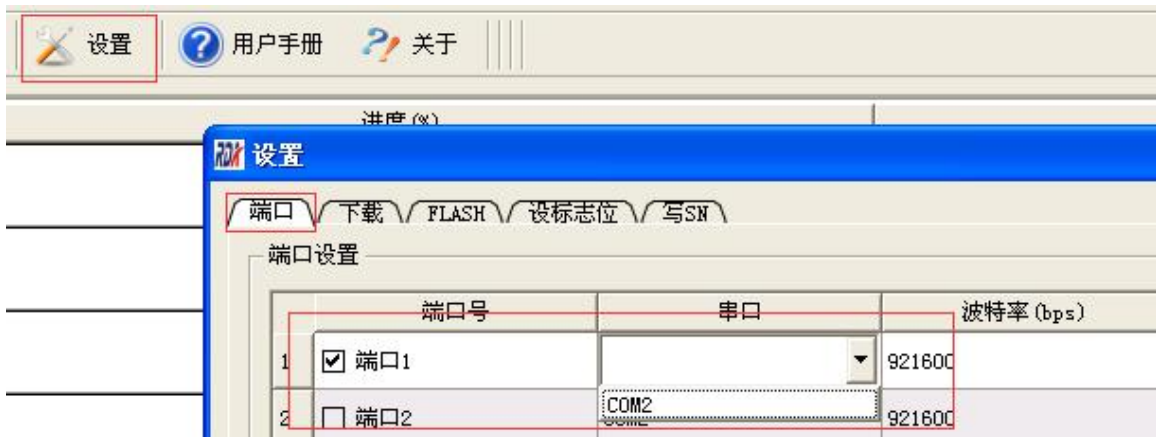 设置 用户手册 关于
进度(%)
RDA 设置
端口 下载 FLASH 设标志位 写SN
端口设置
端口号 串口 波特率(bps)
1 端口1 921600
COM2
2 端口2 COM2 921600